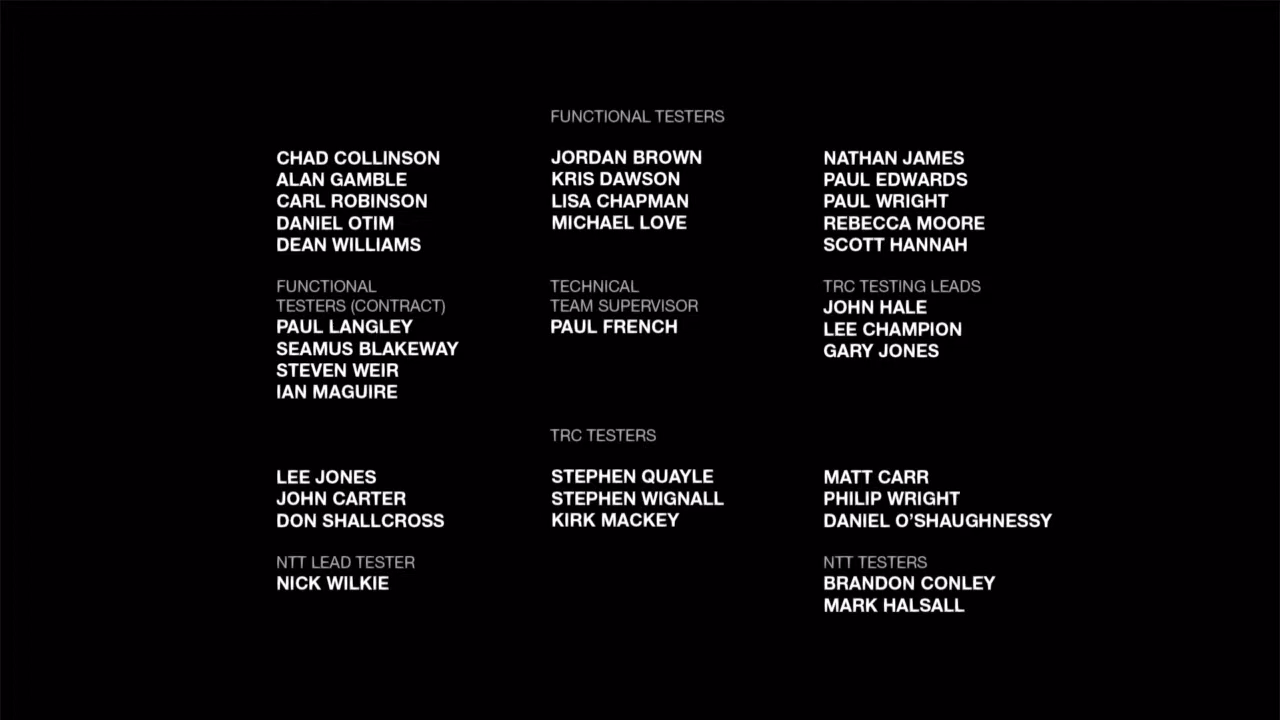 FUNCTIONAL TESTERS
CHAD COLLINSON
ALAN GAMBLE
CARL ROBINSON
DANIEL OTIM
DEAN WILLIAMS
JORDAN BROWN
KRIS DAWSON
LISA CHAPMAN
MICHAEL LOVE
NATHAN JAMES
PAUL EDWARDS
PAUL WRIGHT
REBECCA MOORE
SCOTT HANNAH
FUNCTIONAL
TESTERS (CONTRACT)
PAUL LANGLEY
SEAMUS BLAKEWAY
STEVEN WEIR
IAN MAGUIRE
TECHNICAL
TEAM SUPERVISOR
PAUL FRENCH
TRC TESTING LEADS
JOHN HALE
LEE CHAMPION
GARY JONES
TRC TESTERS
LEE JONES
JOHN CARTER
DON SHALLCROSS
STEPHEN QUAYLE
STEPHEN WIGNALL
KIRK MACKEY
MATT CARR
PHILIP WRIGHT
DANIEL O’SHAUGHNESSY
NTT LEAD TESTER
NICK WILKIE
NTT TESTERS
BRANDON CONLEY
MARK HALSALL